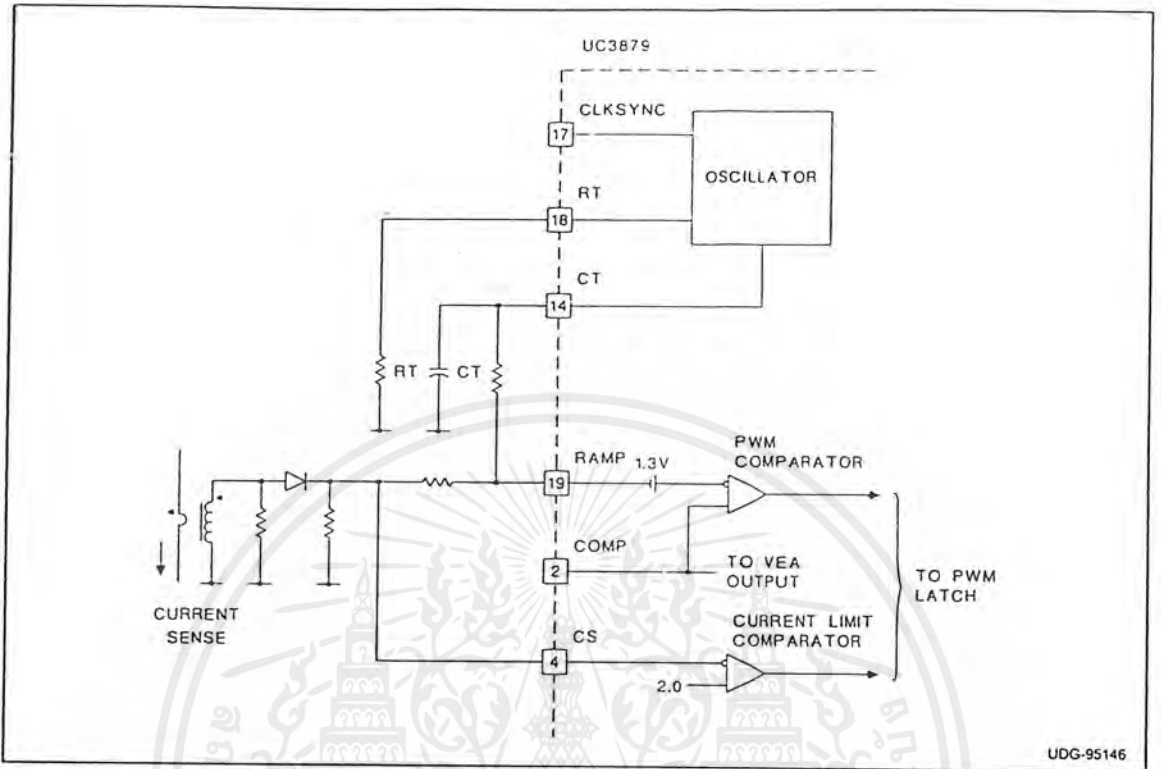 UC3879
CLKSYNC
17
OSCILLATOR
RT
18
CT
14
RT
CT
RAMP
1.3V
PWM
COMPARATOR
19
COMP
2
TO VEA
OUTPUT
TO PWM
LATCH
CURRENT
SENSE
CURRENT LIMIT
COMPARATOR
CS
4
2.0
UDG-95146